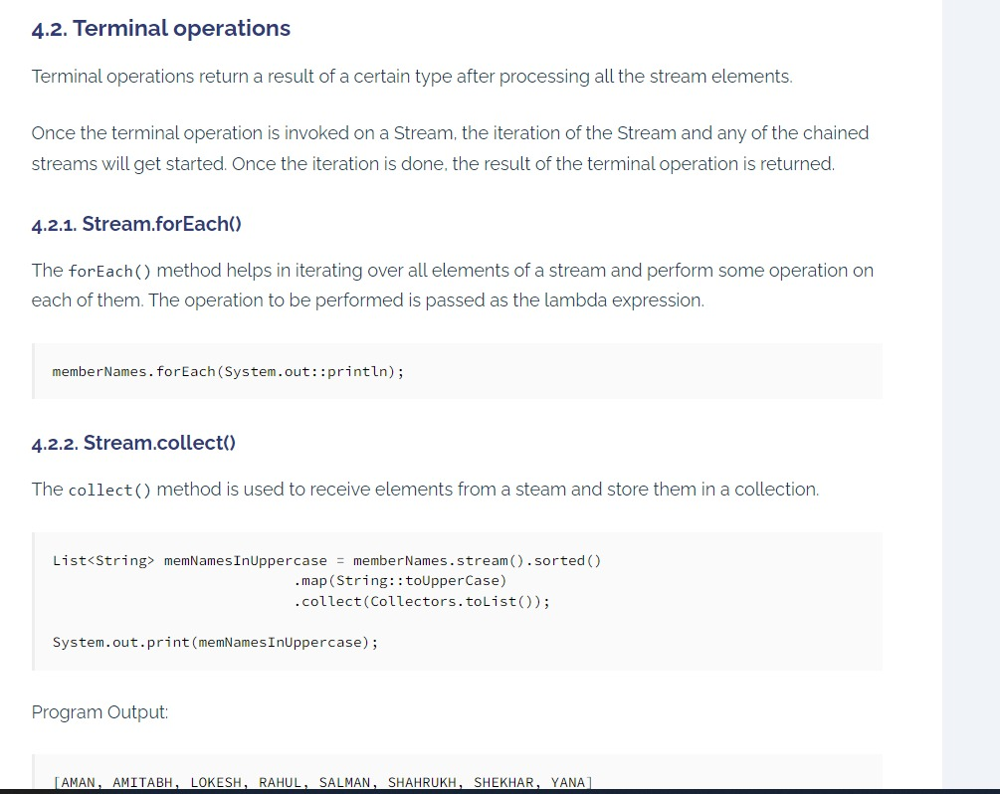 4.2. Terminal operations
Terminal operations return a result of a certain type after processing all the stream elements.
Once the terminal operation is invoked on a Stream, the iteration of the Stream and any of the chained
streams will get started. Once the iteration is done, the result of the terminal operation is returned.
4.2.1. Stream.forEach()
The forEach() method helps in iterating over all elements of a stream and perform some operation on
each of them. The operation to be performed is passed as the lambda expression.
memberNames.forEach(System.out::println);
4.2.2. Stream.collect()
The collect() method is used to receive elements from a steam and store them in a collection.
List<String> memNamesInUppercase = memberNames.stream().sorted()
.map(String::toUpperCase)
.collect(Collectors.toList());
System.out.print(memNamesInUppercase);
Program Output:
[AMAN, AMITABH, LOKESH, RAHUL, SALMAN, SHAHRUKH, SHEKHAR, YANA]